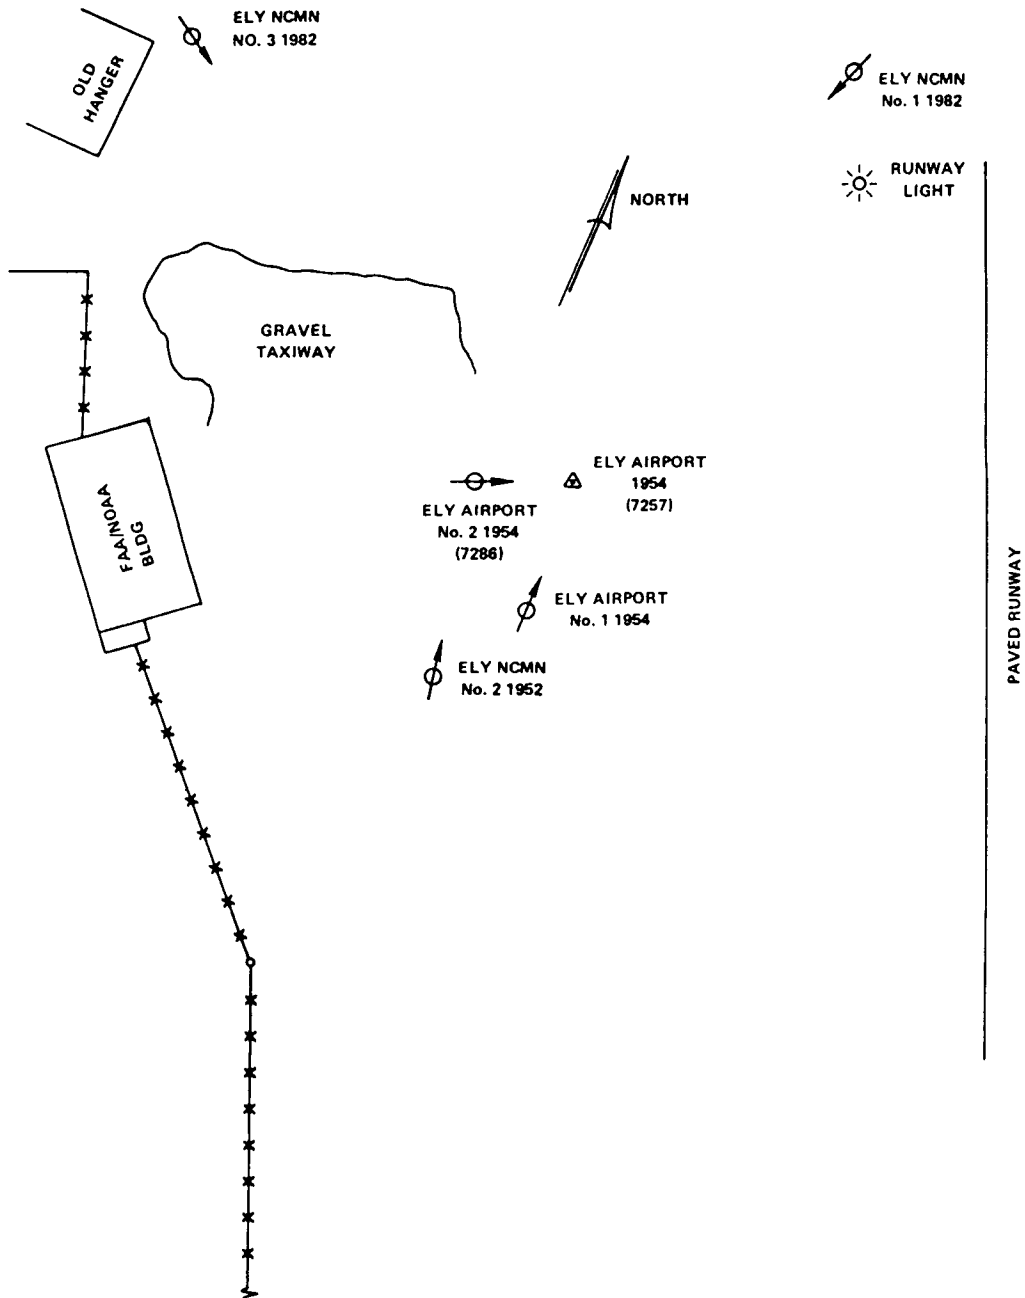 ELY NCMN
NO. 3 1982
OLD
HANGER
ELY NCMN
No. 1 1982
RUNWAY
LIGHT
NORTH
GRAVEL
TAXIWAY
ELY AIRPORT
1954
(7257)
ELY AIRPORT
No. 2 1954
(7286)
FAA/NOAA
BLDG
ELY AIRPORT
No. 1 1954
ELY NCMN
No. 2 1952
PAVED RUNWAY